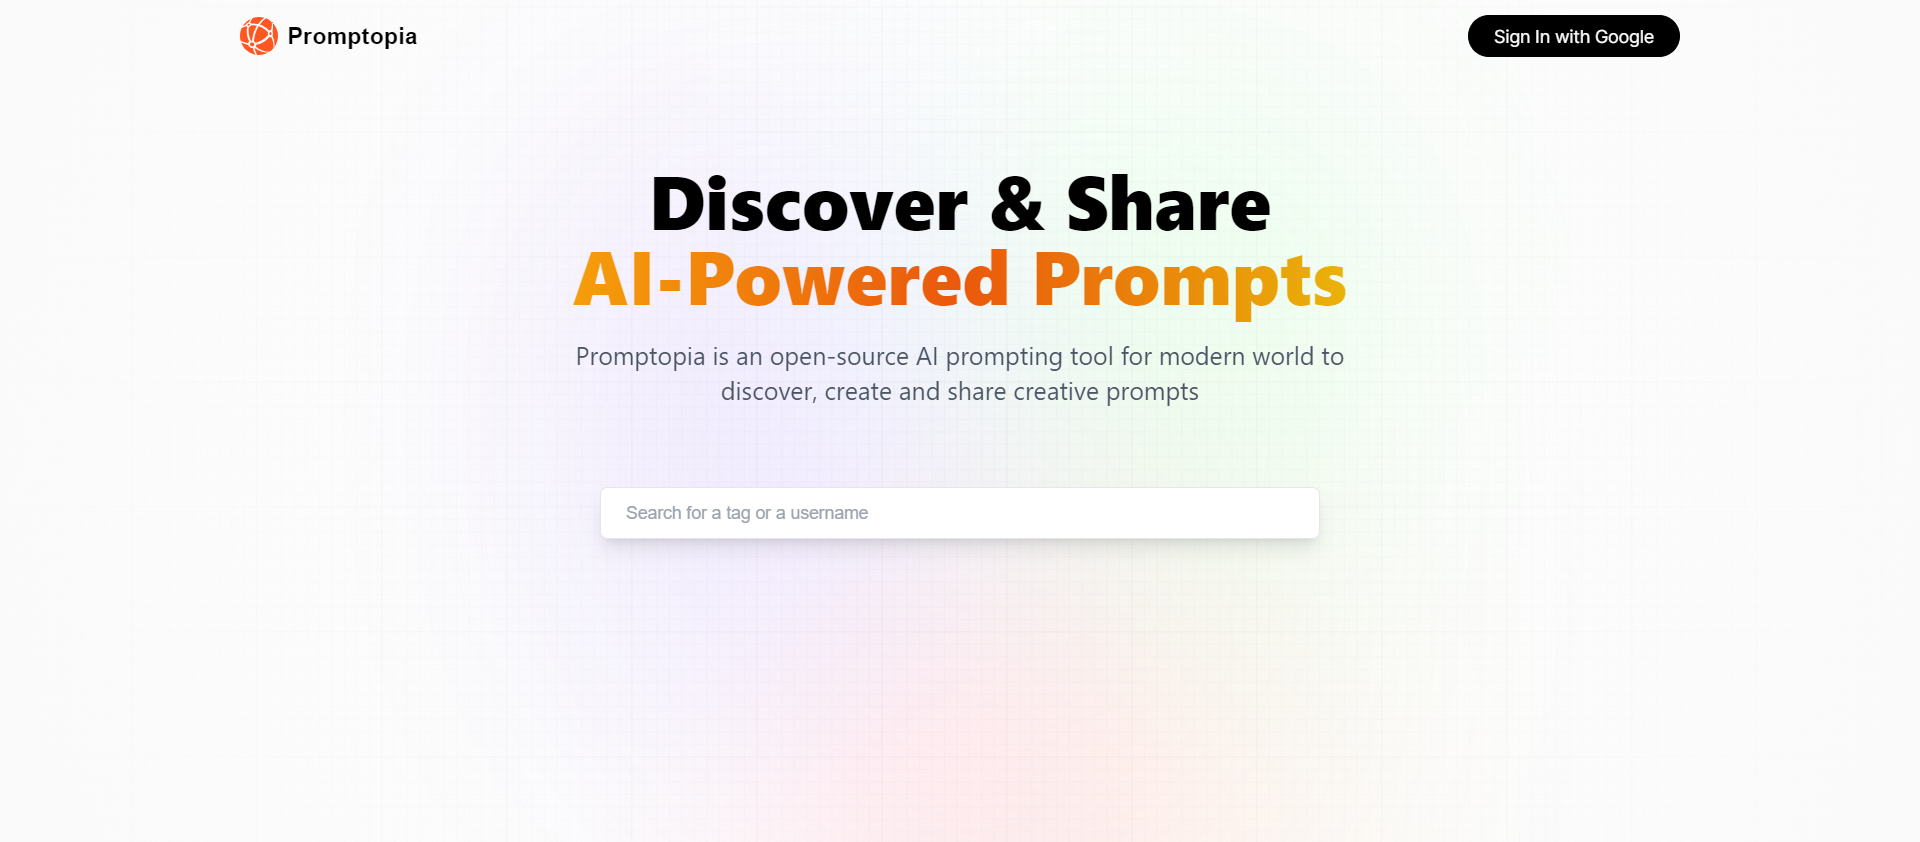 Promptopia
Sign In with Google
Discover & Share
AI-Powered Prompts
Promptopia is an open-source AI prompting tool for modern world to
discover, create and share creative prompts
Search for a tag or a username